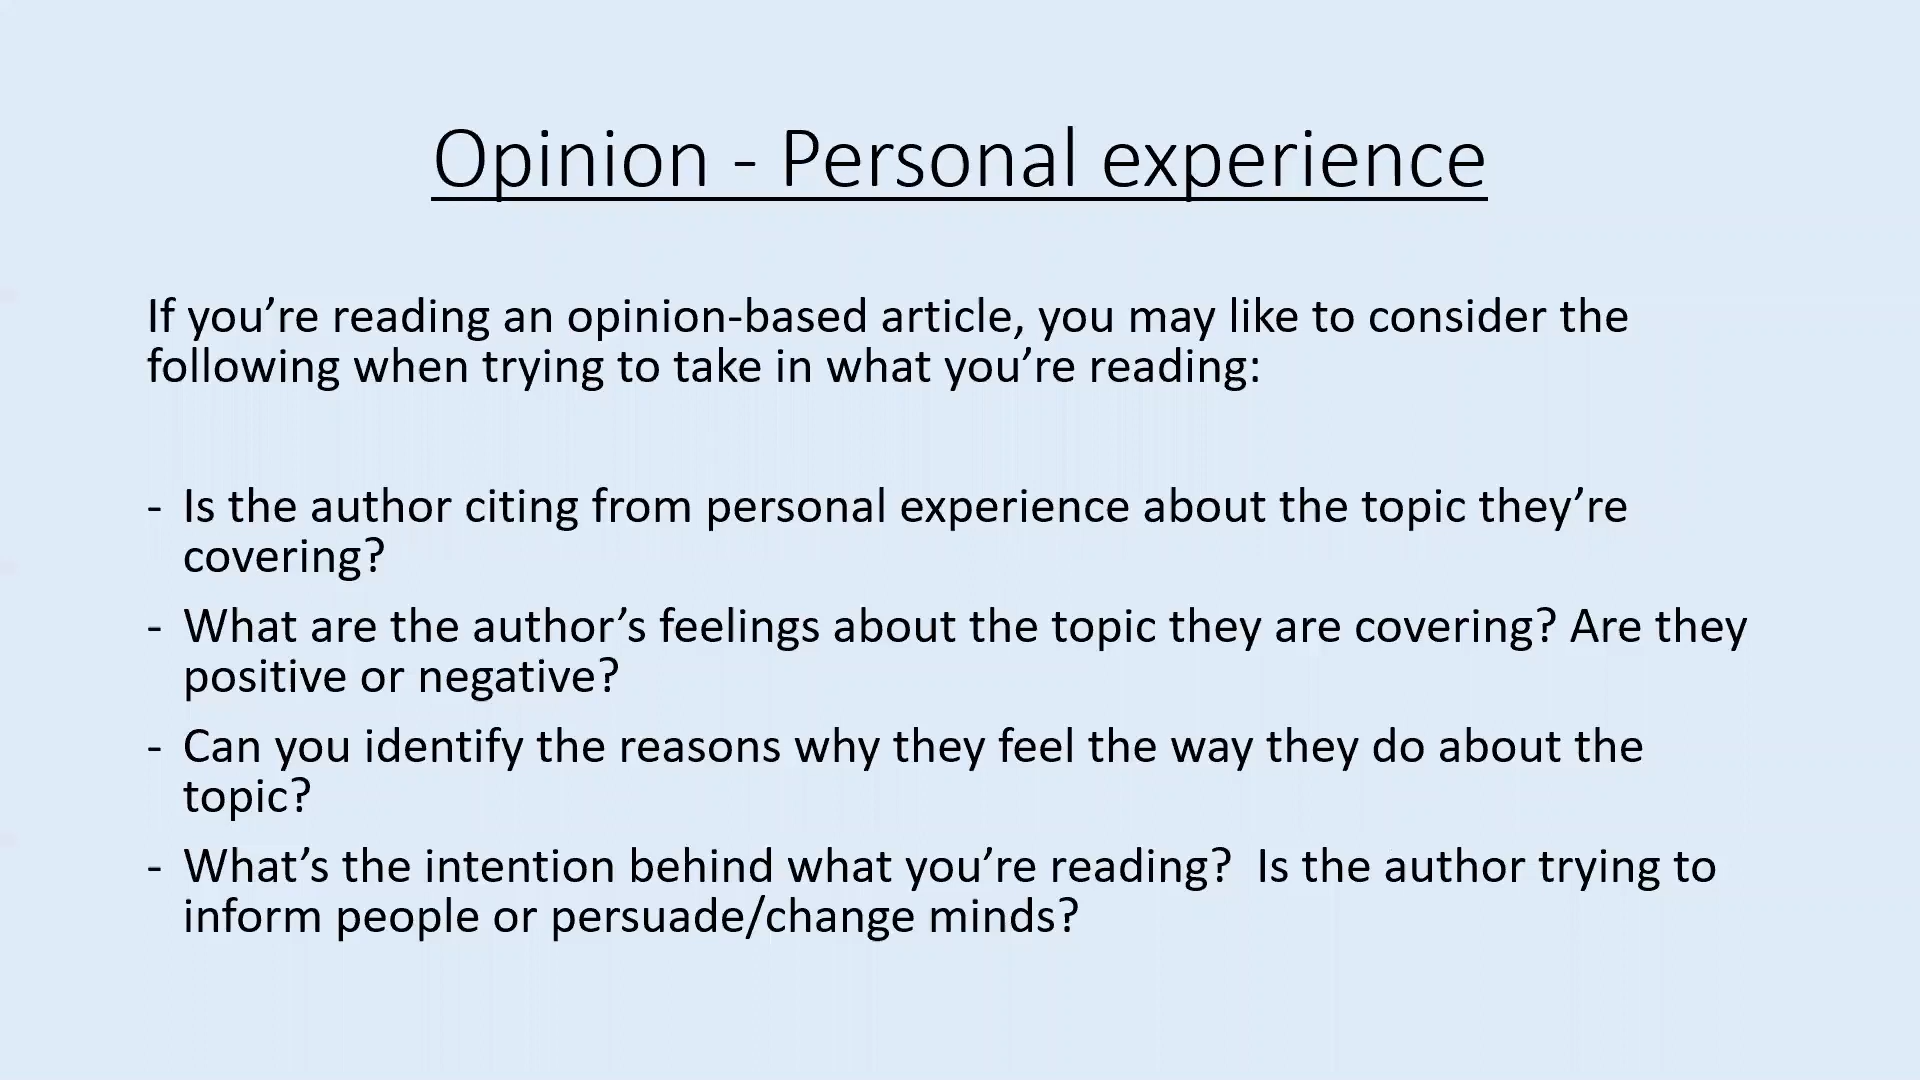 Opinion - Personal experience
If you’re reading an opinion-based article, you may like to consider the
following when trying to take in what you’re reading:
- Is the author citing from personal experience about the topic they’re
covering?
- What are the author’s feelings about the topic they are covering? Are they
positive or negative?
- Can you identify the reasons why they feel the way they do about the
topic?
- What’s the intention behind what you’re reading?  Is the author trying to
inform people or persuade/change minds?